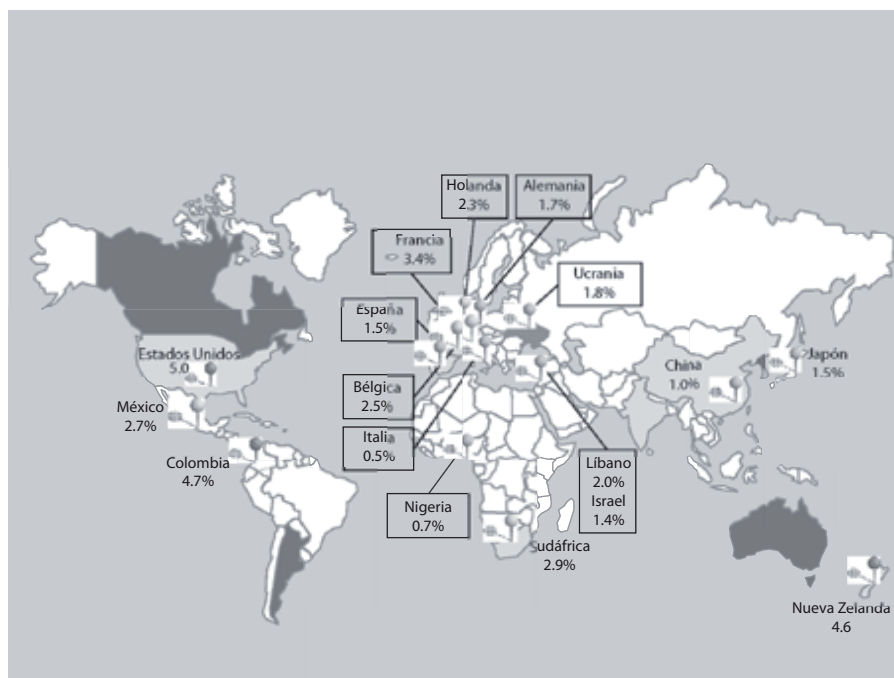 Holanda
2.3%
Alemania
1.7%
Francia
3.4%
Ucrania
1.8%
España
1.5%
Estados Unidos
5.0
Japón
1.5%
China
1.0%
Bélgica
2.5%
México
2.7%
Italia
0.5%
Colombia
4.7%
Líbano
2.0%
Israel
1.4%
Nigeria
0.7%
Sudáfrica
2.9%
Nueva Zelanda
4.6